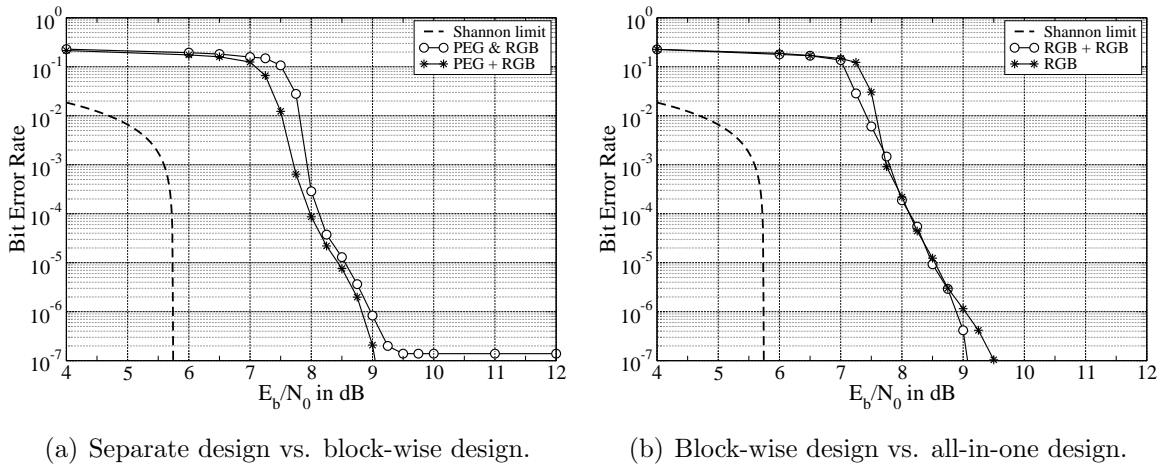 10^0
10^-1
10^-2
10^-3
10^-4
10^-5
10^-6
10^-7
Bit Error Rate
4 5 6 7 8 9 10 11 12
E_b/N_0 in dB
Shannon limit
PEG & RGB
PEG + RGB
(a) Separate design vs. block-wise design.
10^0
10^-1
10^-2
10^-3
10^-4
10^-5
10^-6
10^-7
Bit Error Rate
4 5 6 7 8 9 10 11 12
E_b/N_0 in dB
Shannon limit
RGB + RGB
RGB
(b) Block-wise design vs. all-in-one design.